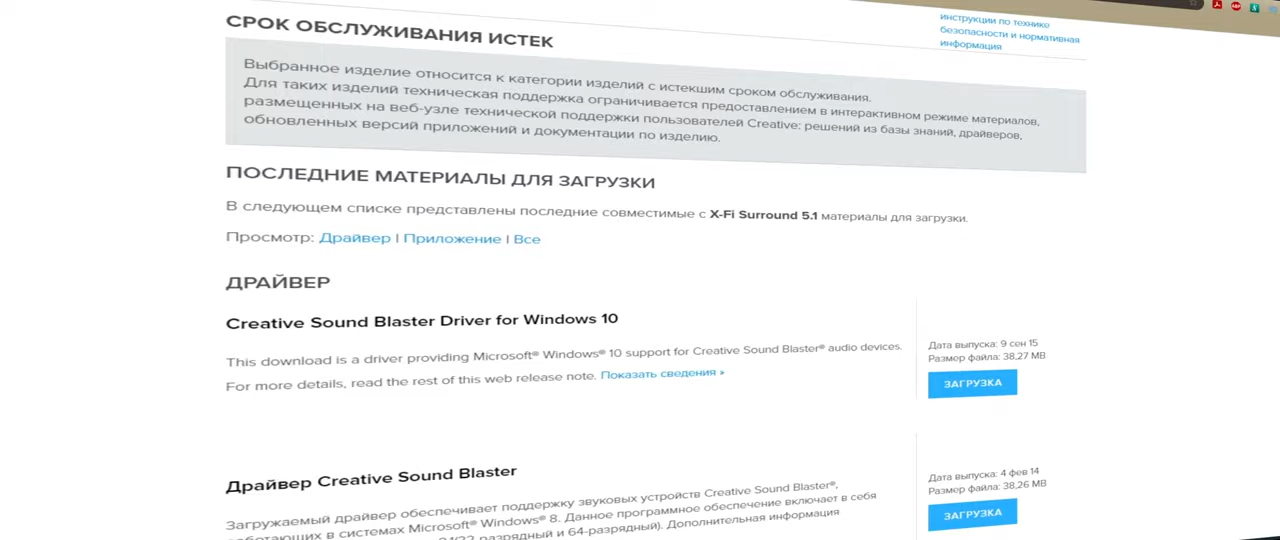 инструкции по технике
безопасности и нормативная
информация
СРОК ОБСЛУЖИВАНИЯ ИСТЕК
Выбранное изделие относится к категории изделий с истекшим сроком обслуживания.
Для таких изделий техническая поддержка ограничивается предоставлением в интерактивном режиме материалов,
размещенных на веб-узле технической поддержки пользователей Creative: решений из базы знаний, драйверов,
обновленных версий приложений и документации по изделию.
ПОСЛЕДНИЕ МАТЕРИАЛЫ ДЛЯ ЗАГРУЗКИ
В следующем списке представлены последние совместимые с X-Fi Surround 5.1 материалы для загрузки.
Просмотр: Драйвер | Приложение | Все
ДРАЙВЕР
Creative Sound Blaster Driver for Windows 10
This download is a driver providing Microsoft® Windows® 10 support for Creative Sound Blaster® audio devices.
For more details, read the rest of this web release note. Показать сведения »
Дата выпуска: 9 сен 15
Размер файла: 38,27 MB
ЗАГРУЗКА
Драйвер Creative Sound Blaster
Загружаемый драйвер обеспечивает поддержку звуковых устройств Creative Sound Blaster®,
работающих в системах Microsoft® Windows® 8. Данное программное обеспечение включает в себя
разрядный и 64-разрядный). Дополнительная информация
Дата выпуска: 4 фев 14
Размер файла: 38,26 MB
ЗАГРУЗКА